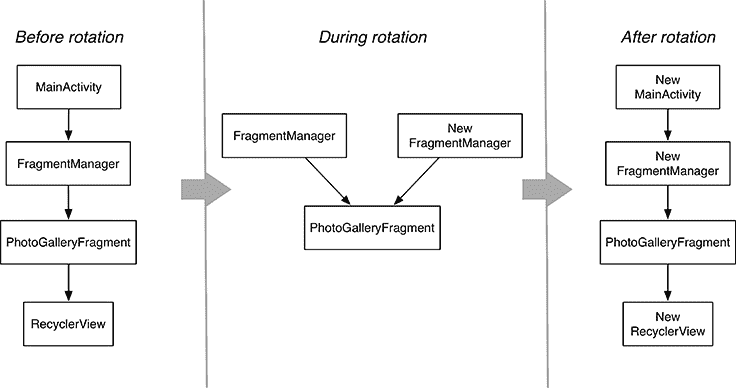 Before rotation
MainActivity
FragmentManager
PhotoGalleryFragment
RecyclerView
During rotation
FragmentManager
New
FragmentManager
PhotoGalleryFragment
After rotation
New
MainActivity
New
FragmentManager
PhotoGalleryFragment
New
RecyclerView